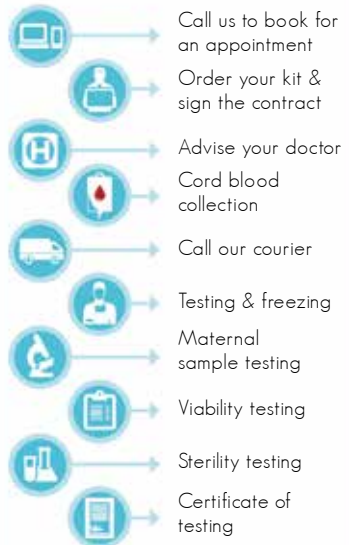 Call us to book for
an appointment
Order your kit &
sign the contract
Advise your doctor
Cord blood
collection
Call our courier
Testing & freezing
Maternal
sample testing
Viability testing
Sterility testing
Certificate of
testing